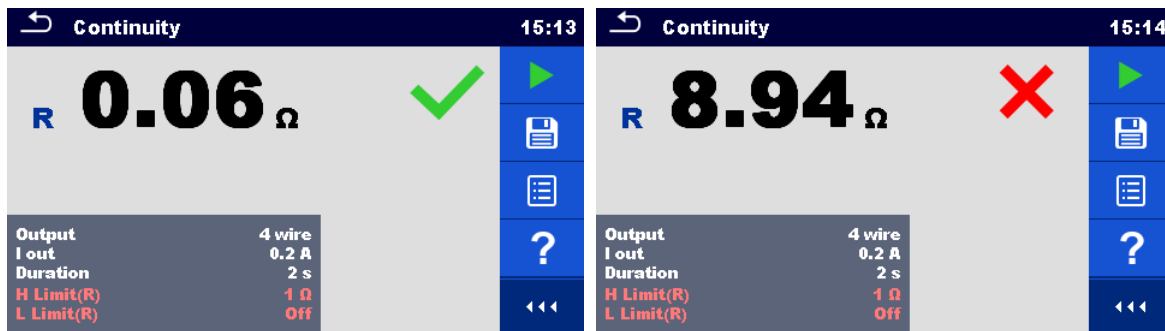 Continuity 15:13
R 0.06 Ω
Output 4 wire
I out 0.2 A
Duration 2 s
H Limit(R) 1 Ω
L Limit(R) Off
?
Continuity 15:14
R 8.94 Ω
Output 4 wire
I out 0.2 A
Duration 2 s
H Limit(R) 1 Ω
L Limit(R) Off
?